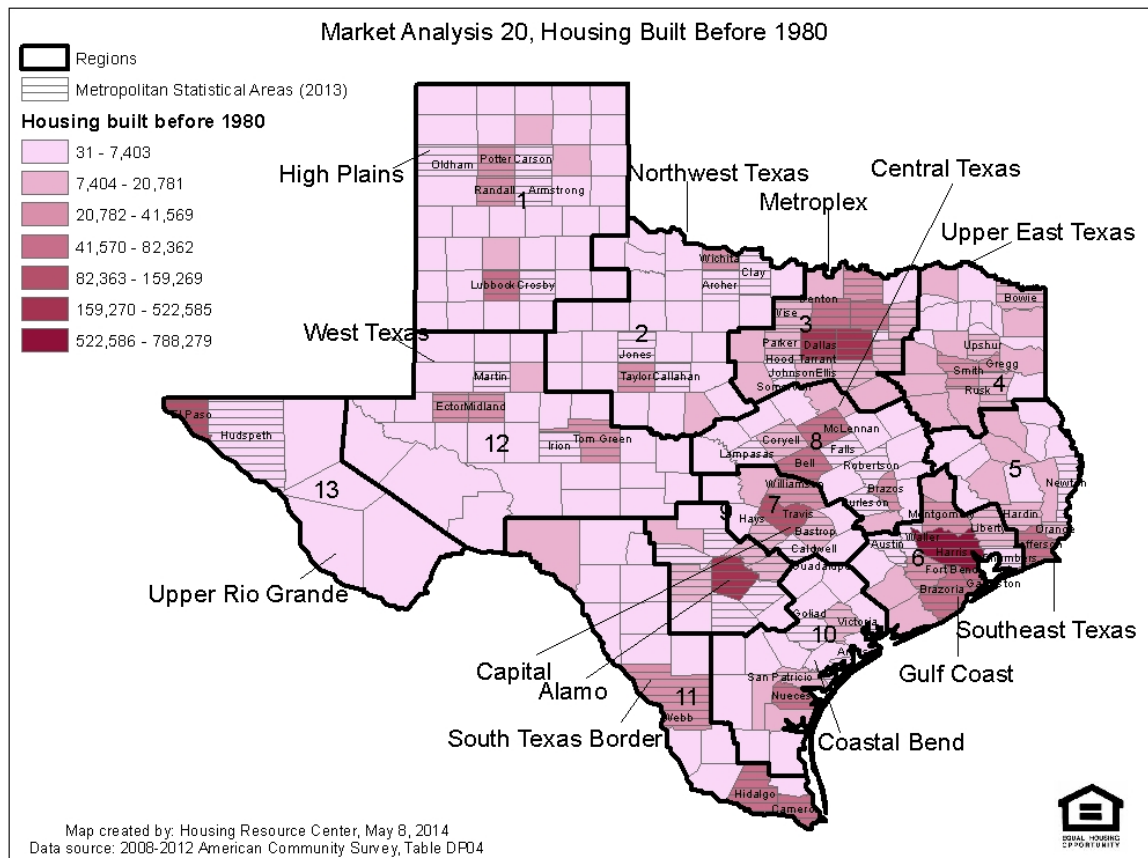 Market Analysis 20, Housing Built Before 1980
Regions
Metropolitan Statistical Areas (2013)
Housing built before 1980
31 - 7,403
7,404 - 20,781
20,782 - 41,569
41,570 - 82,362
82,363 - 159,269
159,270 - 522,585
522,586 - 788,279
High Plains
Northwest Texas
Central Texas
Metroplex
Upper East Texas
West Texas
Oldham
Potter
Carson
Randall
Armstrong
1
Lubbock
Crosby
Wichita
Clay
Archer
2
Jones
Taylor
Callahan
Denton
Wise
3
Parker
Dallas
Hood
Tarrant
Johnson
Ellis
Somervell
Bowie
Upshur
Gregg
Smith
Rusk
4
Martin
Ector
Midland
12
Irion
Tom Green
El Paso
Hudspeth
13
McLennan
Coryell
8
Falls
Lampasas
Bell
Robertson
Brazos
Burleson
5
Newton
Hardin
Orange
Jefferson
Williamson
7
Travis
9
Hays
Bastrop
Caldwell
Guadalupe
Montgomery
Liberty
Austin
Waller
Harris
6
Chambers
Fort Bend
Galveston
Brazoria
Goliad
Victoria
10
San Patricio
Nueces
11
Webb
Hidalgo
Cameron
Upper Rio Grande
Capital
Alamo
South Texas Border
Southeast Texas
Gulf Coast
Coastal Bend
Map created by: Housing Resource Center, May 8, 2014
Data source: 2008-2012 American Community Survey, Table DP04
EQUAL HOUSING
OPPORTUNITY